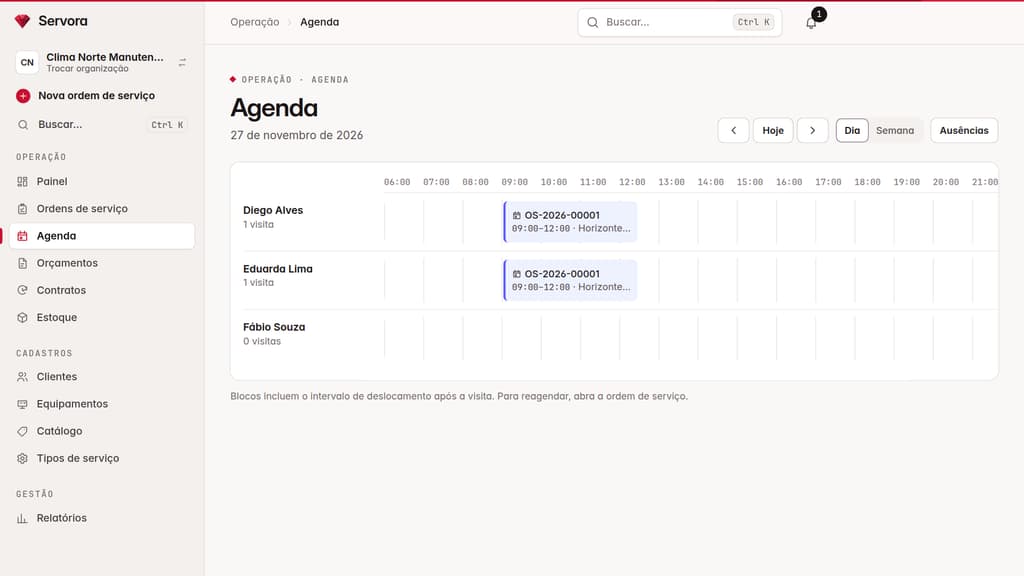 Servora
Operação
Agenda
Buscar...
Ctrl K
1
CN
Clima Norte Manuten...
Trocar organização
Nova ordem de serviço
Buscar...
Ctrl K
OPERAÇÃO
Painel
Ordens de serviço
Agenda
Orçamentos
Contratos
Estoque
CADASTROS
Clientes
Equipamentos
Catálogo
Tipos de serviço
GESTÃO
Relatórios
OPERAÇÃO · AGENDA
Agenda
27 de novembro de 2026
Hoje
Dia
Semana
Ausências
06:00 07:00 08:00 09:00 10:00 11:00 12:00 13:00 14:00 15:00 16:00 17:00 18:00 19:00 20:00 21:00
Diego Alves
1 visita
OS-2026-00001
09:00–12:00 · Horizonte...
Eduarda Lima
1 visita
OS-2026-00001
09:00–12:00 · Horizonte...
Fábio Souza
0 visitas
Blocos incluem o intervalo de deslocamento após a visita. Para reagendar, abra a ordem de serviço.